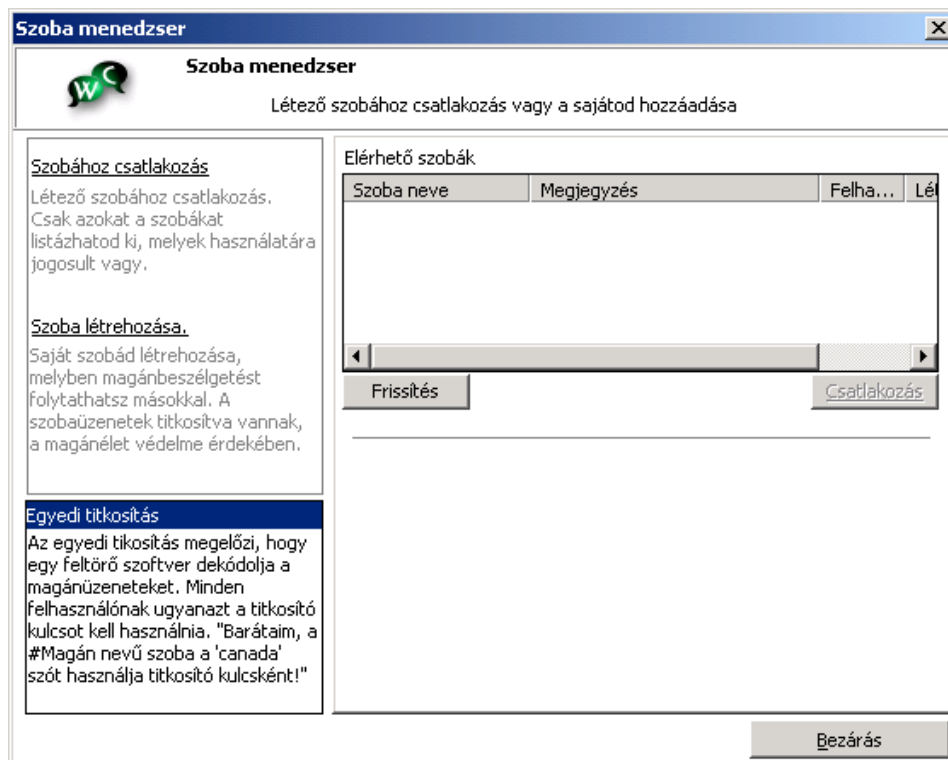 Szoba menedzser
Szoba menedzser
Létező szobához csatlakozás vagy a sajátod hozzáadása
WC
Szobához csatlakozás
Létező szobához csatlakozás.
Csak azokat a szobákat
listázhatod ki, melyek használatára
jogosult vagy.
Szoba létrehozása.
Saját szobád létrehozása,
melyben magánbeszélgetést
folytathatsz másokkal. A
szobaüzenetek titkosítva vannak,
a magánélet védelme érdekében.
Egyedi titkosítás
Az egyedi tikosítás megelőzi, hogy
egy feltörő szoftver dekódolja a
magánüzeneteket. Minden
felhasználónak ugyanazt a titkosító
kulcsot kell használnia. "Barátaim, a
#Magán nevű szoba a 'canada'
szót használja titkosító kulcsként!"
Elérhető szobák
Szoba neve Megjegyzés Felha... Lé
Frissítés Csatlakozás
Bezárás